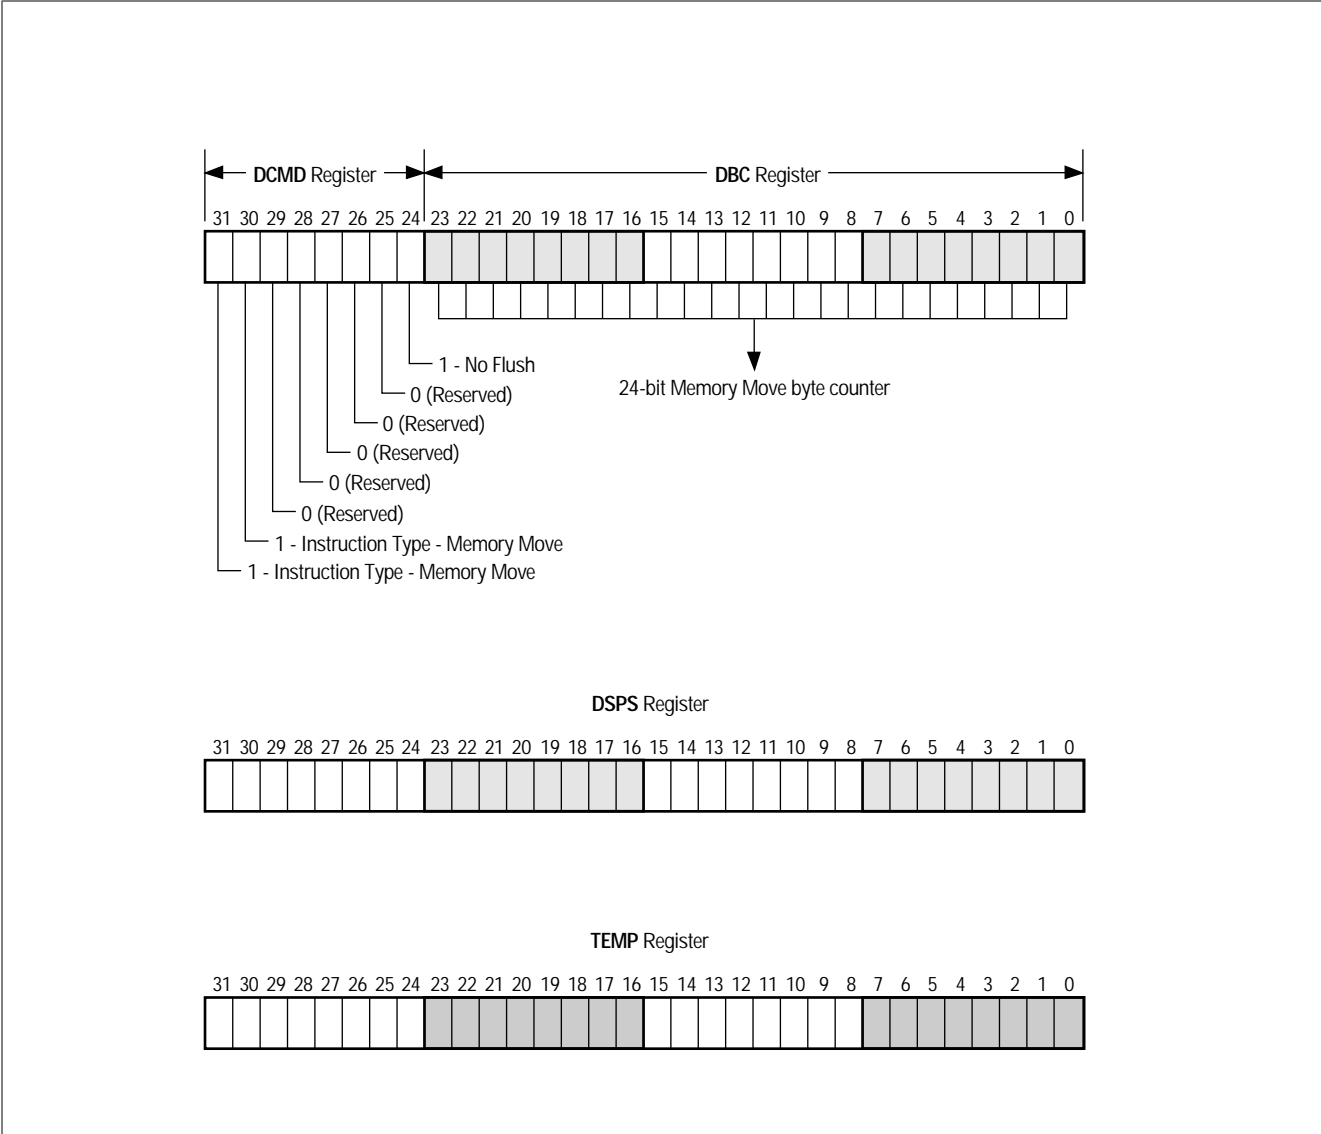 DCMD Register DBC Register
31 30 29 28 27 26 25 24 23 22 21 20 19 18 17 16 15 14 13 12 11 10 9 8 7 6 5 4 3 2 1 0
1 - No Flush
24-bit Memory Move byte counter
0 (Reserved)
0 (Reserved)
0 (Reserved)
0 (Reserved)
0 (Reserved)
1 - Instruction Type - Memory Move
1 - Instruction Type - Memory Move
DSPS Register
31 30 29 28 27 26 25 24 23 22 21 20 19 18 17 16 15 14 13 12 11 10 9 8 7 6 5 4 3 2 1 0
TEMP Register
31 30 29 28 27 26 25 24 23 22 21 20 19 18 17 16 15 14 13 12 11 10 9 8 7 6 5 4 3 2 1 0